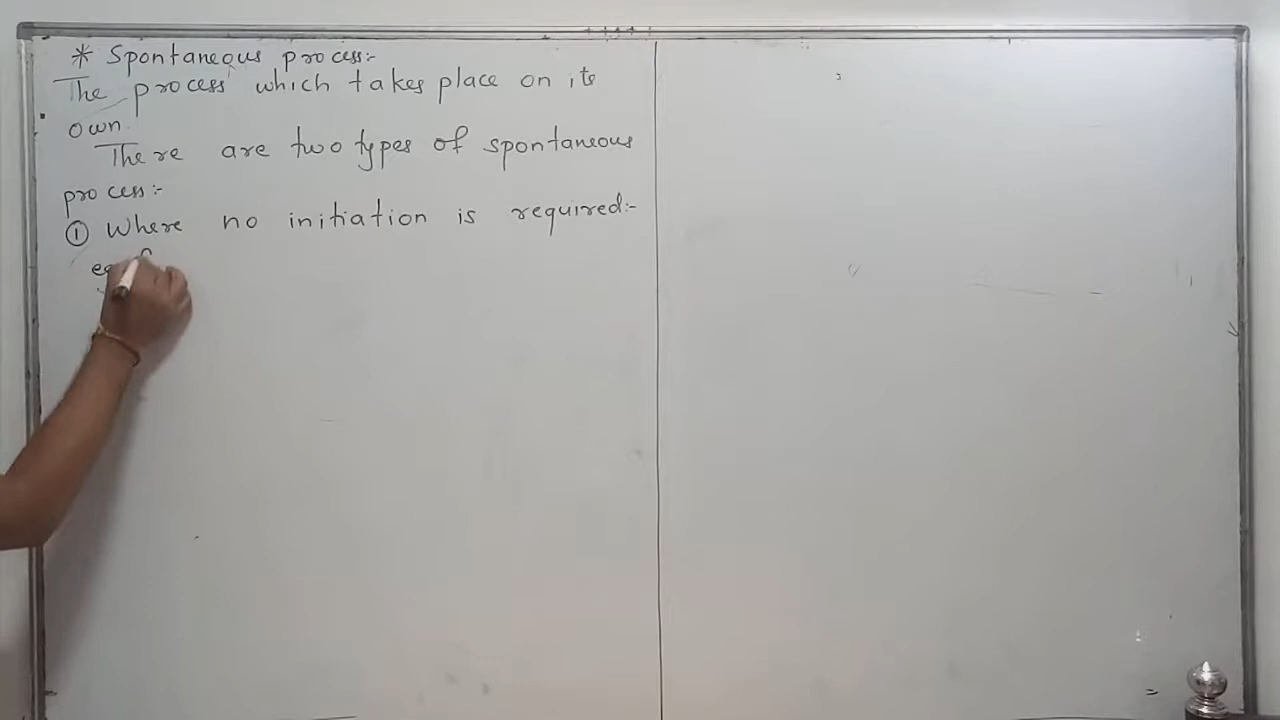 * Spontaneous process:-
The process which takes place on its
own.
There are two types of spontaneous
process:-
① Where no initiation is required:-
eg